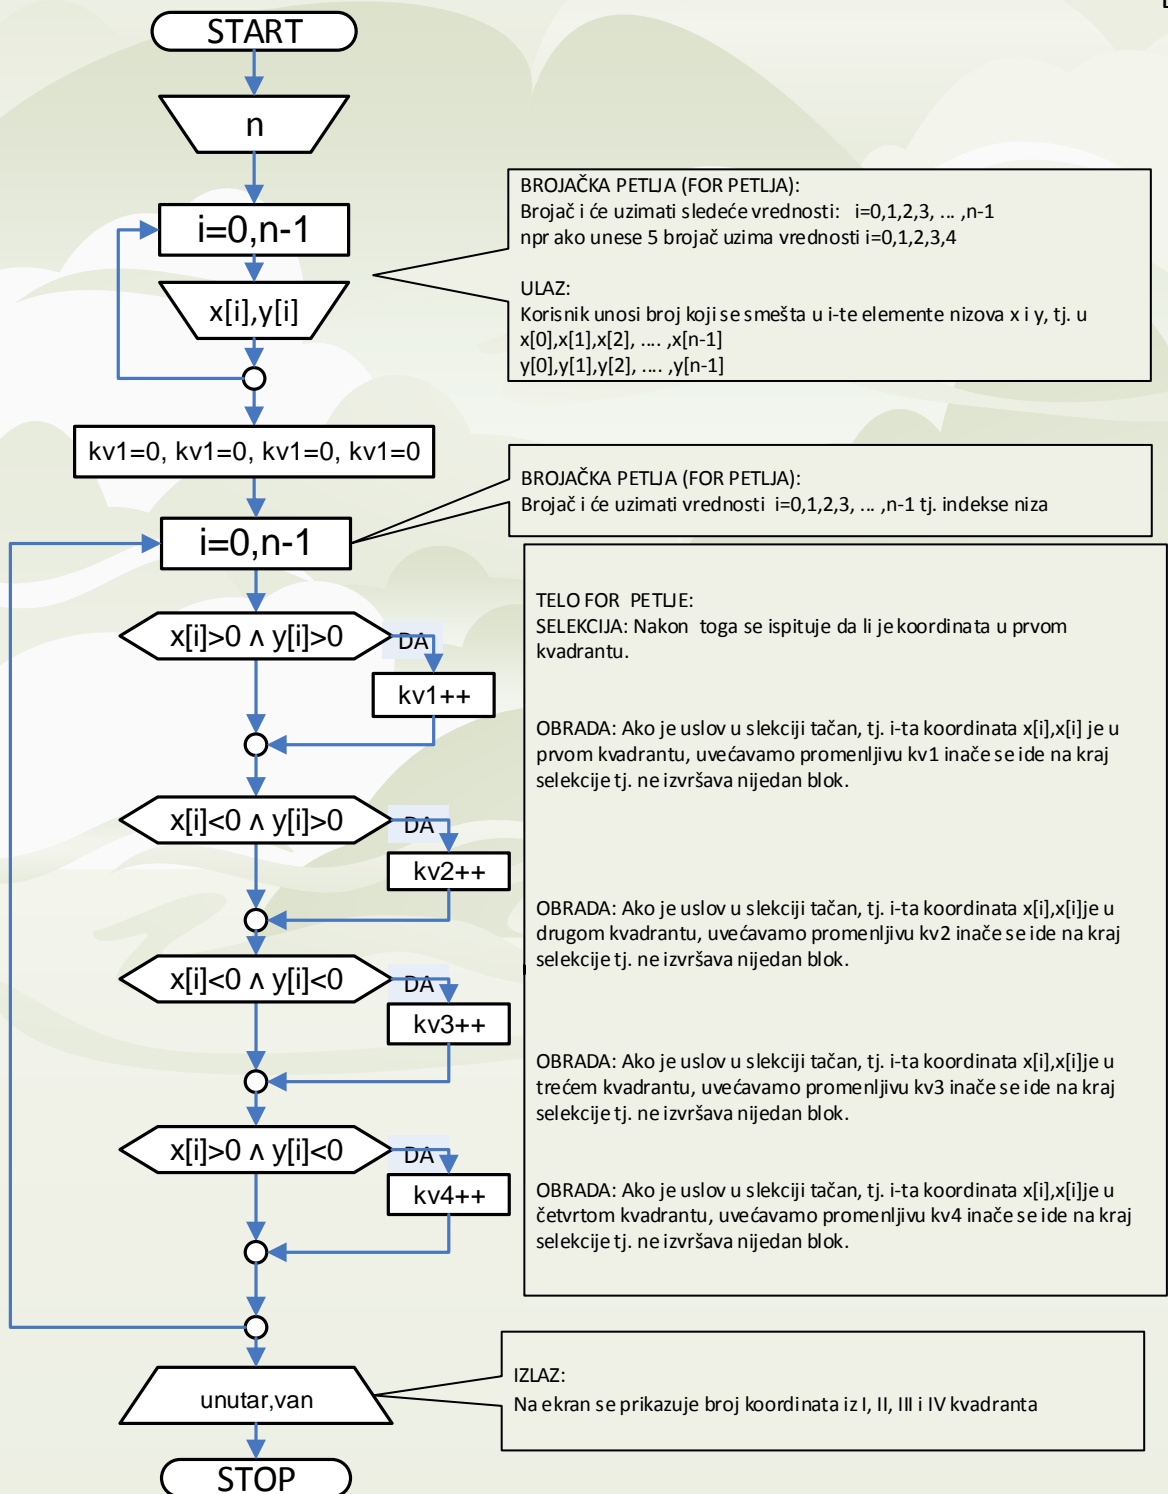 START
n
i=0,n-1
x[i],y[i]
BROJAČKA PETLJA (FOR PETLJA):
Brojač i će uzimati sledeće vrednosti: i=0,1,2,3, ... ,n-1
npr ako unese 5 brojač uzima vrednosti i=0,1,2,3,4
ULAZ:
Korisnik unosi broj koji se smešta u i-te elemente nizova x i y, tj. u
x[0],x[1],x[2], .... ,x[n-1]
y[0],y[1],y[2], .... ,y[n-1]
kv1=0, kv1=0, kv1=0, kv1=0
BROJAČKA PETLJA (FOR PETLJA):
Brojač i će uzimati vrednosti i=0,1,2,3, ... ,n-1 tj. indekse niza
i=0,n-1
TELO FOR PETLJE:
SELEKCIJA: Nakon toga se ispituje da li je koordinata u prvom
kvadrantu.
x[i]>0 ∧ y[i]>0
DA
kv1++
OBRADA: Ako je uslov u slekciji tačan, tj. i-ta koordinata x[i],x[i] je u
prvom kvadrantu, uvećavamo promenljivu kv1 inače se ide na kraj
selekcije tj. ne izvršava nijedan blok.
x[i]<0 ∧ y[i]>0
DA
kv2++
OBRADA: Ako je uslov u slekciji tačan, tj. i-ta koordinata x[i],x[i]je u
drugom kvadrantu, uvećavamo promenljivu kv2 inače se ide na kraj
selekcije tj. ne izvršava nijedan blok.
x[i]<0 ∧ y[i]<0
DA
kv3++
OBRADA: Ako je uslov u slekciji tačan, tj. i-ta koordinata x[i],x[i]je u
trećem kvadrantu, uvećavamo promenljivu kv3 inače se ide na kraj
selekcije tj. ne izvršava nijedan blok.
x[i]>0 ∧ y[i]<0
DA
kv4++
OBRADA: Ako je uslov u slekciji tačan, tj. i-ta koordinata x[i],x[i]je u
četvrtom kvadrantu, uvećavamo promenljivu kv4 inače se ide na kraj
selekcije tj. ne izvršava nijedan blok.
unutar,van
IZLAZ:
Na ekran se prikazuje broj koordinata iz I, II, III i IV kvadranta
STOP